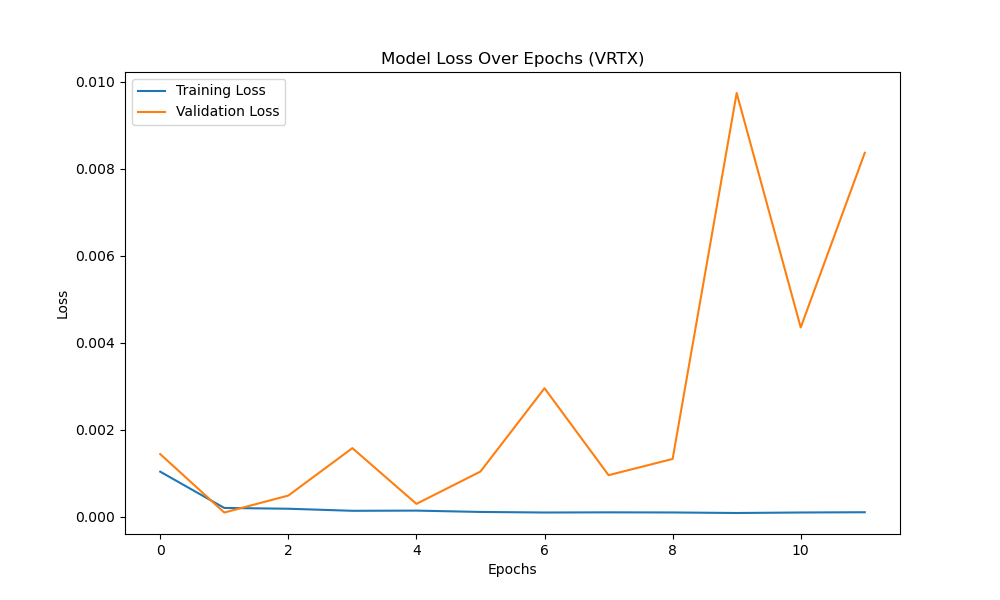 Model Loss Over Epochs (VRTX)
Training Loss
Validation Loss
0.010
0.008
0.006
0.004
0.002
0.000
Loss
0 2 4 6 8 10
Epochs